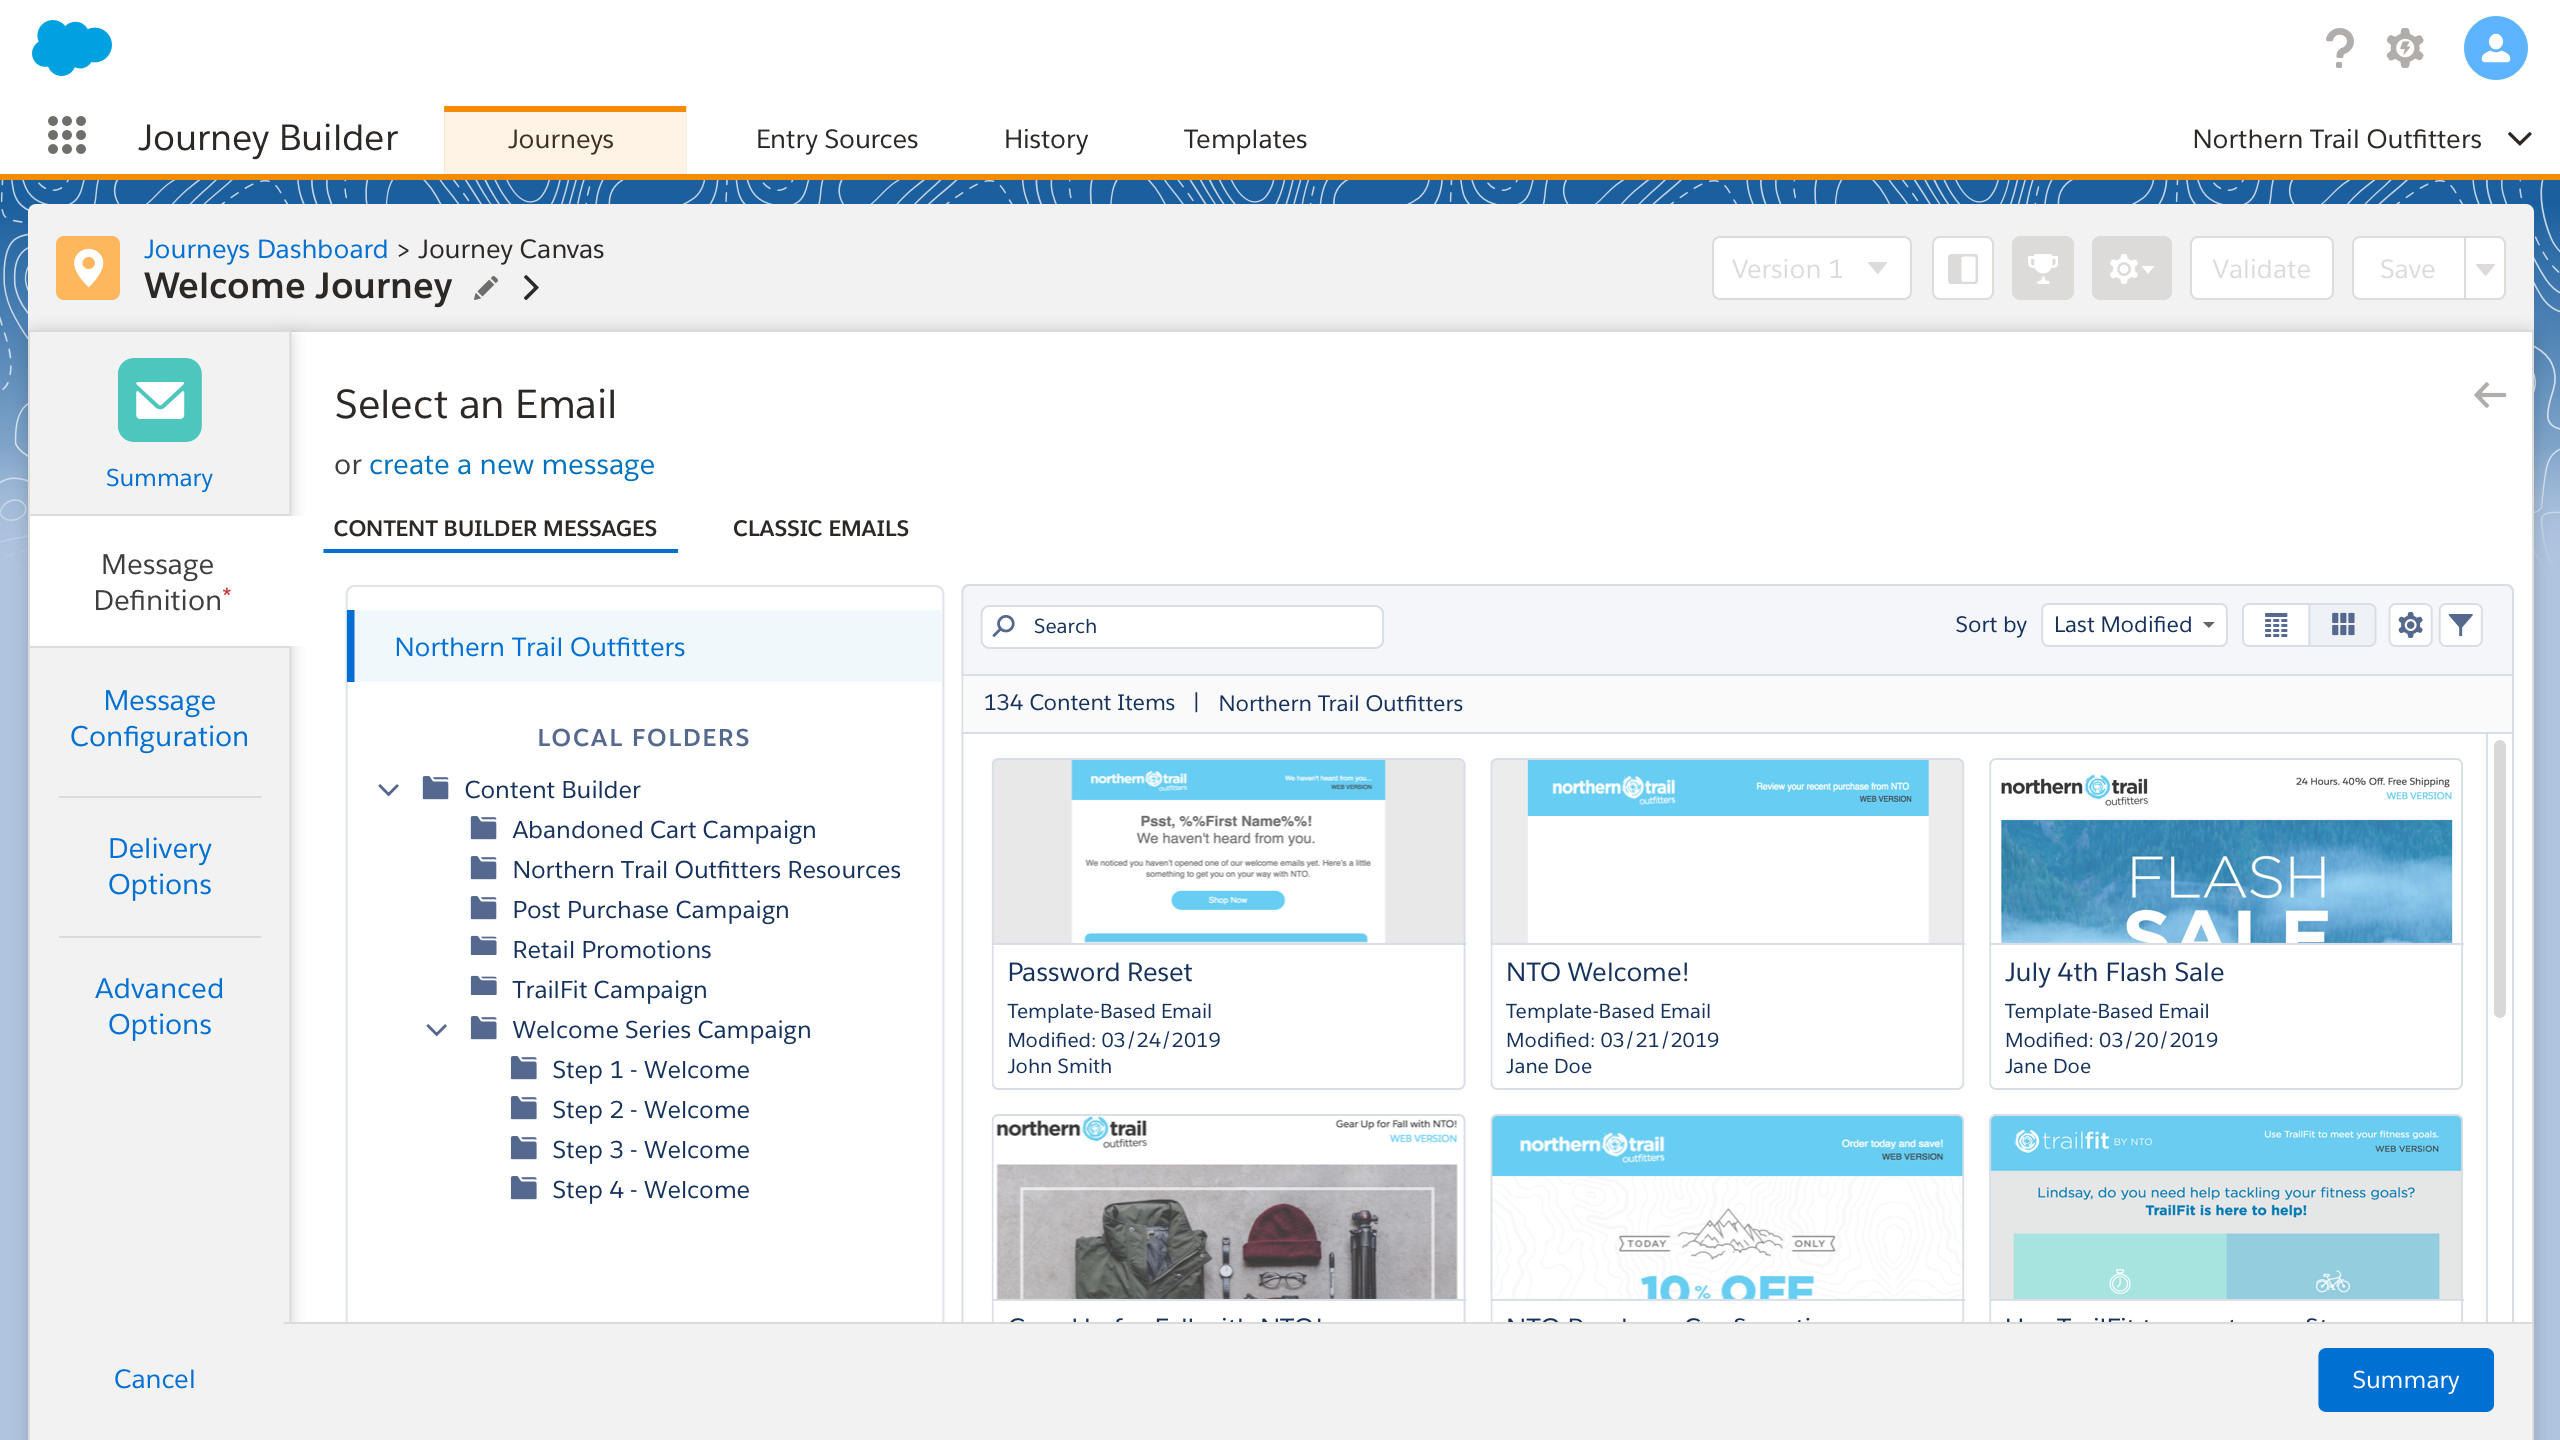 Journey Builder
Journeys
Entry Sources
History
Templates
Northern Trail Outfitters
Journeys Dashboard > Journey Canvas
Welcome Journey
Version 1
Validate
Save
Summary
Message
Definition*
Message
Configuration
Delivery
Options
Advanced
Options
Select an Email
or create a new message
CONTENT BUILDER MESSAGES
CLASSIC EMAILS
Northern Trail Outfitters
LOCAL FOLDERS
Content Builder
Abandoned Cart Campaign
Northern Trail Outfitters Resources
Post Purchase Campaign
Retail Promotions
TrailFit Campaign
Welcome Series Campaign
Step 1 - Welcome
Step 2 - Welcome
Step 3 - Welcome
Step 4 - Welcome
Search
Sort by
Last Modified
134 Content Items | Northern Trail Outfitters
northern trail
outfitters
We haven't heard from you...
WEB VERSION
Psst, %%First Name%%!
We haven't heard from you.
We noticed you haven't opened one of our welcome emails yet. Here's a little
something to get you on your way with NTO.
Shop Now
Password Reset
Template-Based Email
Modified: 03/24/2019
John Smith
northern trail
outfitters
Review your recent purchase from NTO
WEB VERSION
NTO Welcome!
Template-Based Email
Modified: 03/21/2019
Jane Doe
northern trail
outfitters
24 Hours. 40% Off. Free Shipping
WEB VERSION
FLASH
SALE
July 4th Flash Sale
Template-Based Email
Modified: 03/20/2019
Jane Doe
northern trail
outfitters
Gear Up for Fall with NTO!
WEB VERSION
Gear Up for Fall with NTO!
northern trail
outfitters
Order today and save!
WEB VERSION
TODAY
ONLY
10% OFF
NTO
trailfit BY NTO
Use TrailFit to meet your fitness goals.
WEB VERSION
Lindsay, do you need help tackling your fitness goals?
TrailFit is here to help!
Use TrailFit to
Cancel
Summary